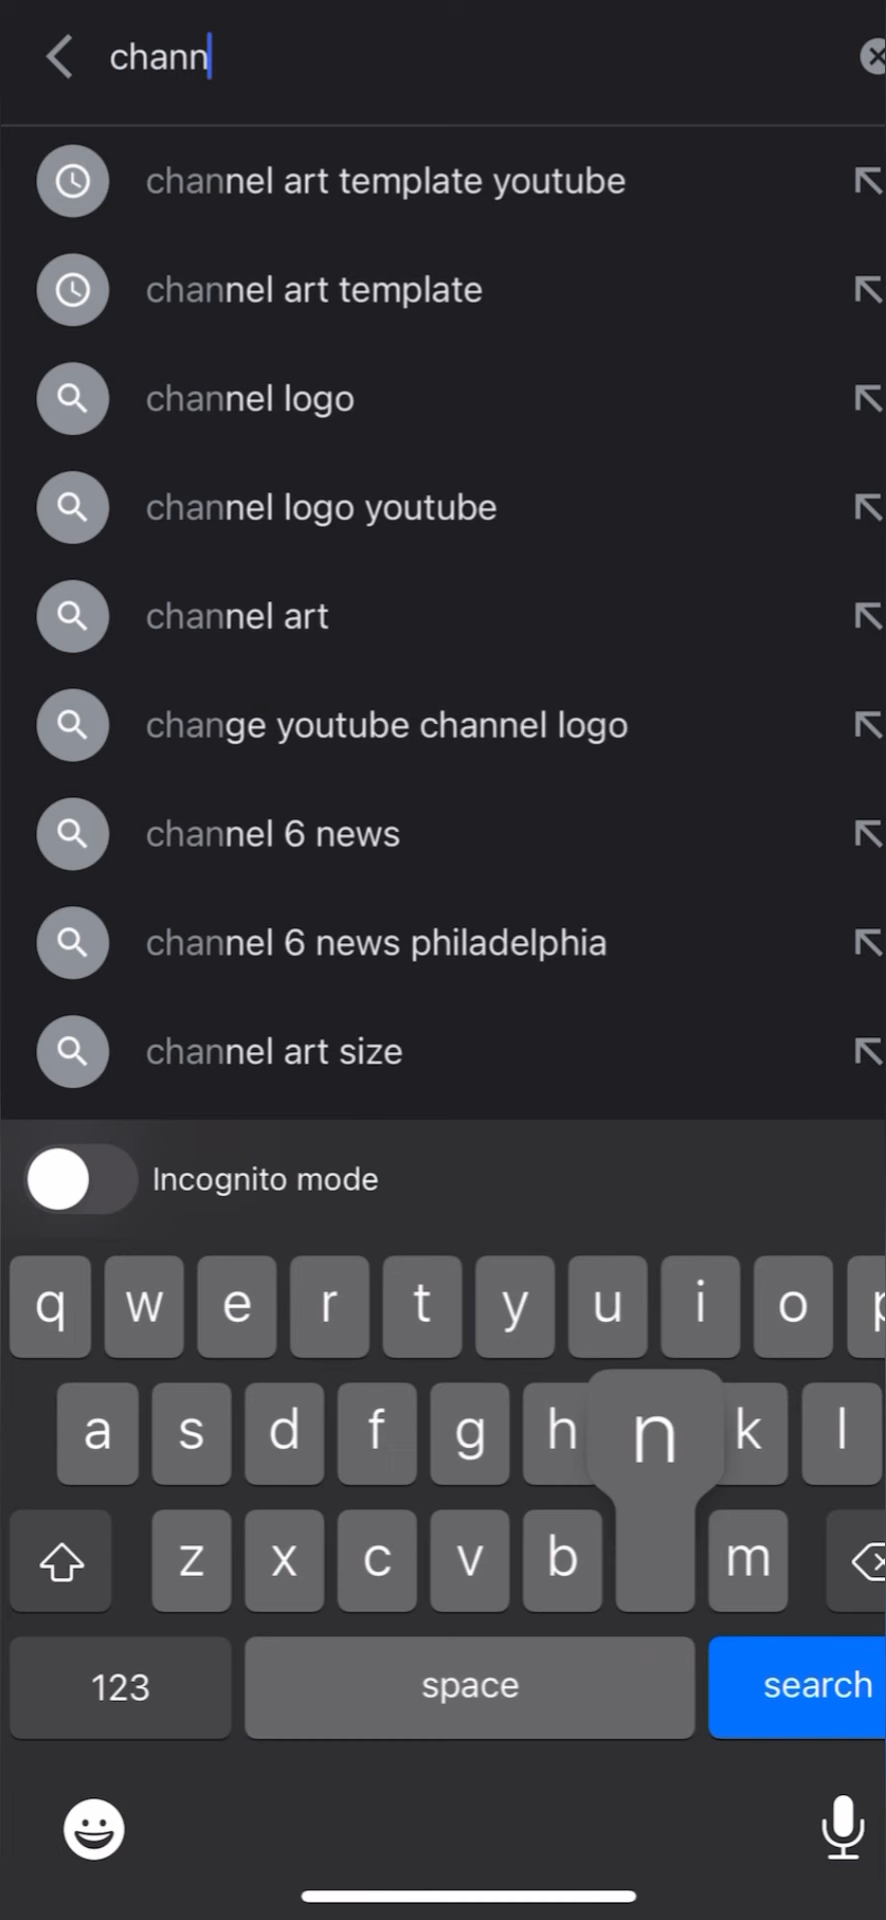 chann
channel art template youtube
channel art template
channel logo
channel logo youtube
channel art
change youtube channel logo
channel 6 news
channel 6 news philadelphia
channel art size
Incognito mode
q w e r t y u i o p
a s d f g h n k l
z x c v b m
123 space search